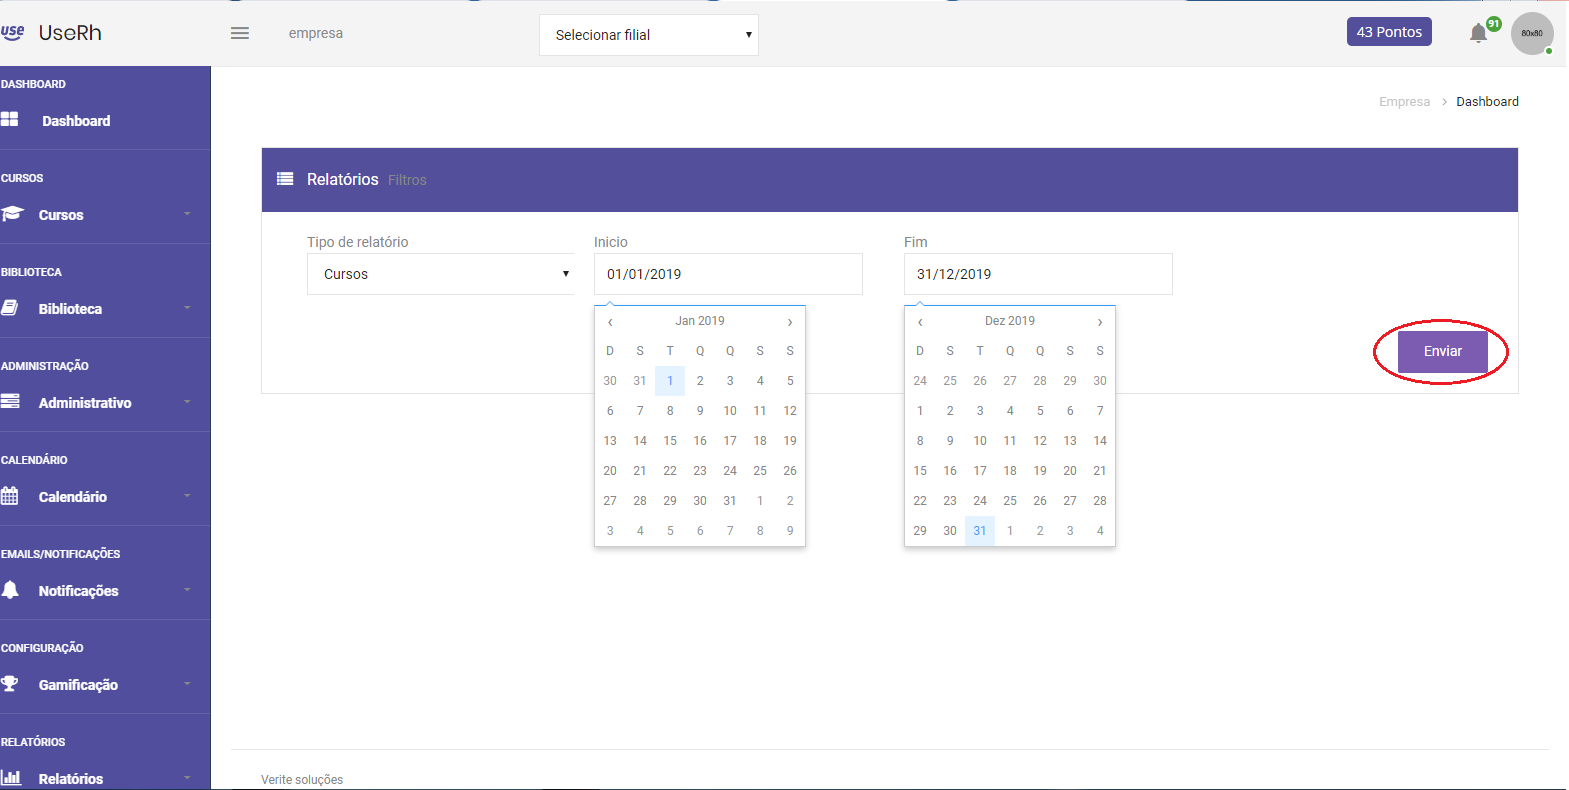 use UseRh
empresa
Selecionar filial
43 Pontos
91
80x80
DASHBOARD
Dashboard
CURSOS
Cursos
BIBLIOTECA
Biblioteca
ADMINISTRAÇÃO
Administrativo
CALENDÁRIO
Calendário
EMAILS/NOTIFICAÇÕES
Notificações
CONFIGURAÇÃO
Gamificação
RELATÓRIOS
Relatórios
Empresa > Dashboard
Relatórios Filtros
Tipo de relatório
Cursos
Inicio
01/01/2019
‹ Jan 2019 ›
D S T Q Q S S
30 31 1 2 3 4 5
6 7 8 9 10 11 12
13 14 15 16 17 18 19
20 21 22 23 24 25 26
27 28 29 30 31 1 2
3 4 5 6 7 8 9
Fim
31/12/2019
‹ Dez 2019 ›
D S T Q Q S S
24 25 26 27 28 29 30
1 2 3 4 5 6 7
8 9 10 11 12 13 14
15 16 17 18 19 20 21
22 23 24 25 26 27 28
29 30 31 1 2 3 4
Enviar
Verite soluções